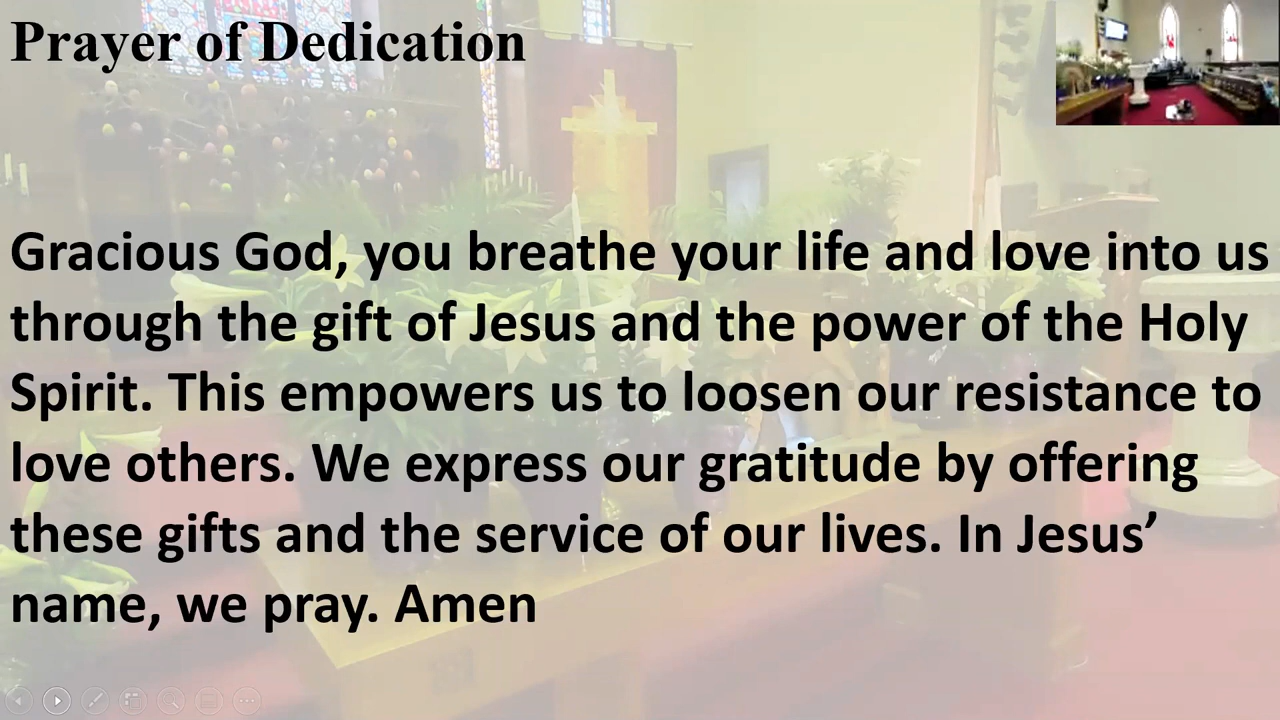 Prayer of Dedication
Gracious God, you breathe your life and love into us
through the gift of Jesus and the power of the Holy
Spirit. This empowers us to loosen our resistance to
love others. We express our gratitude by offering
these gifts and the service of our lives. In Jesus’
name, we pray. Amen